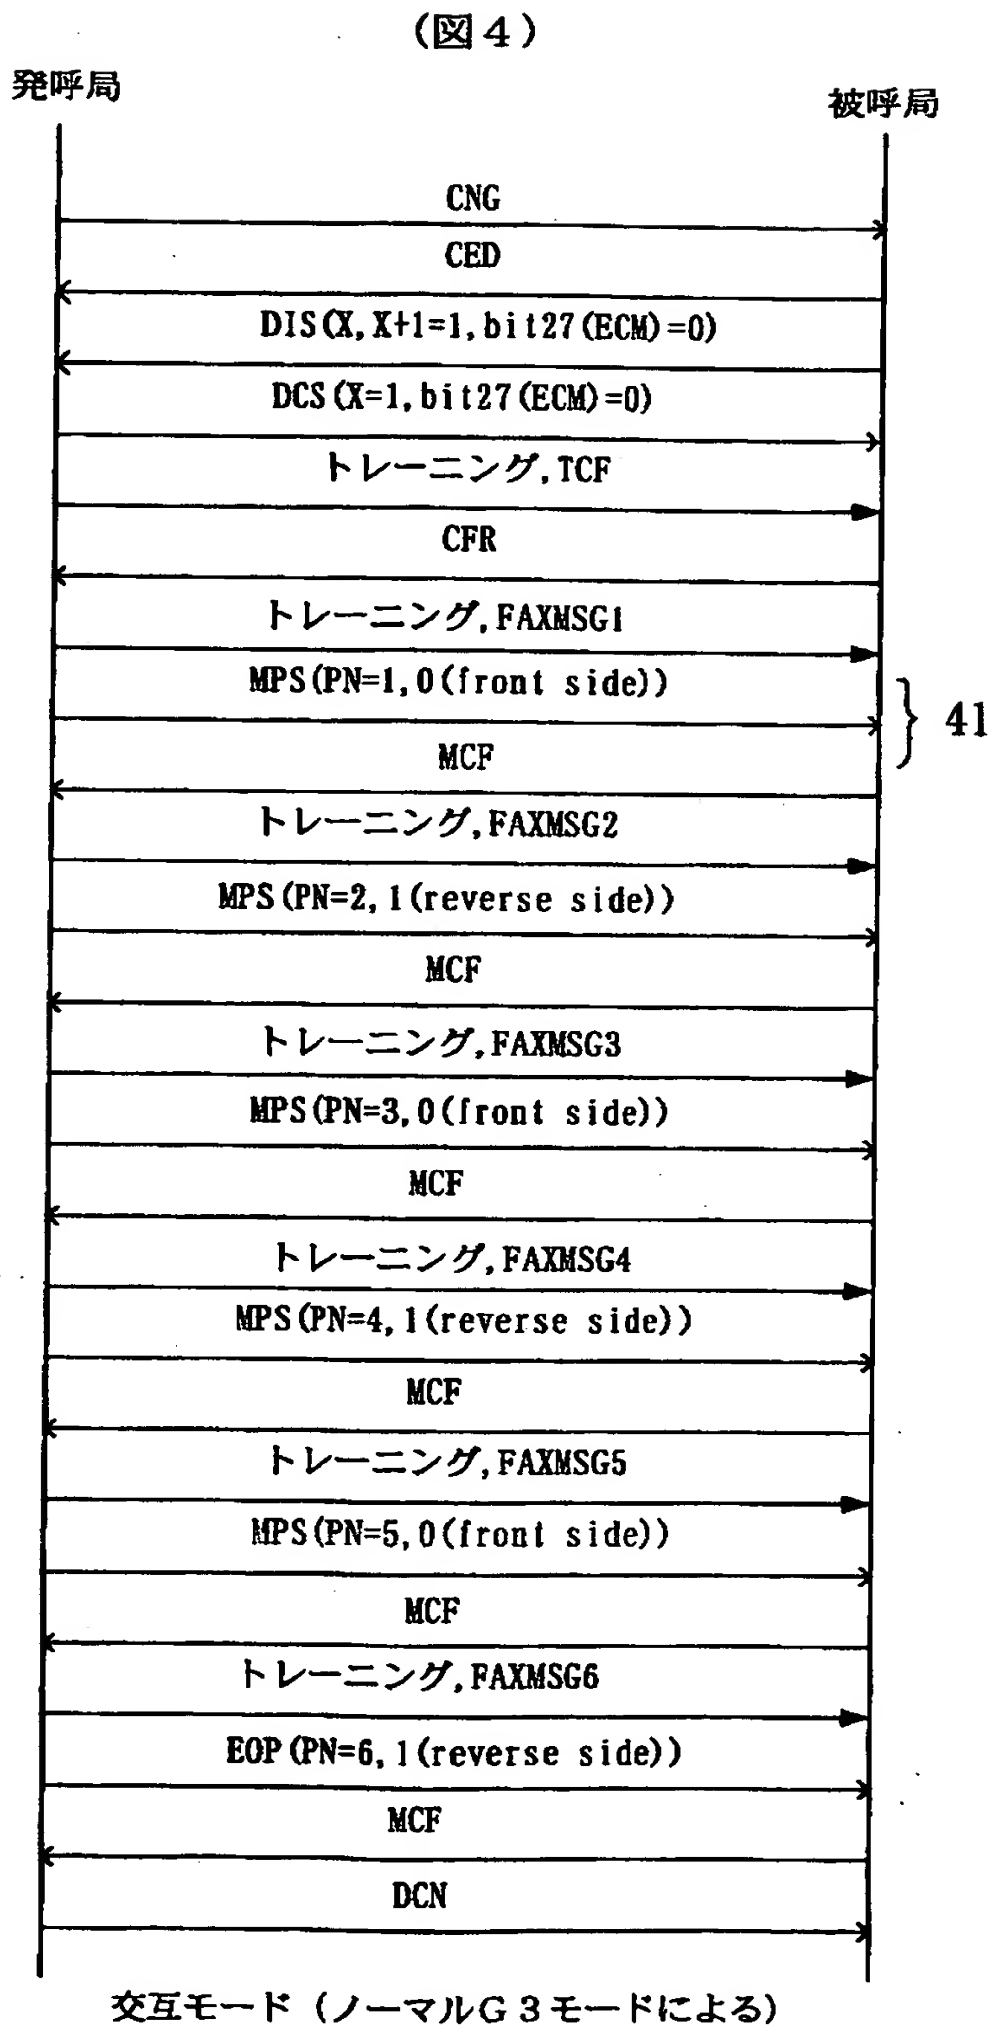 (図4)
発呼局
被呼局
CNG
CED
DIS(X,X+1=1,bit27(ECM)=0)
DCS(X=1,bit27(ECM)=0)
トレーニング,TCF
CFR
トレーニング,FAXMSG1
MPS(PN=1,0(front side))
41
MCF
トレーニング,FAXMSG2
MPS(PN=2,1(reverse side))
MCF
トレーニング,FAXMSG3
MPS(PN=3,0(front side))
MCF
トレーニング,FAXMSG4
MPS(PN=4,1(reverse side))
MCF
トレーニング,FAXMSG5
MPS(PN=5,0(front side))
MCF
トレーニング,FAXMSG6
EOP(PN=6,1(reverse side))
MCF
DCN
交互モード(ノーマルG3モードによる)